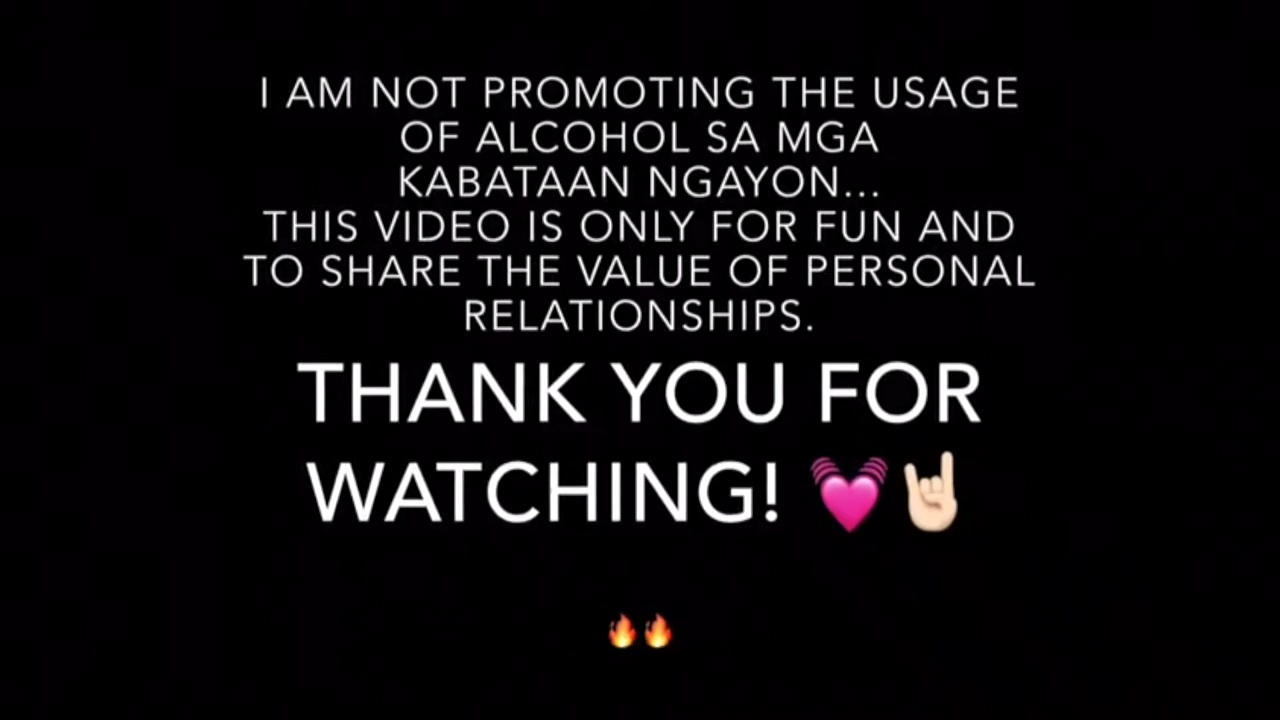 I AM NOT PROMOTING THE USAGE
OF ALCOHOL SA MGA
KABATAAN NGAYON...
THIS VIDEO IS ONLY FOR FUN AND
TO SHARE THE VALUE OF PERSONAL
RELATIONSHIPS.
THANK YOU FOR
WATCHING! 💓🤘🏻
🔥🔥